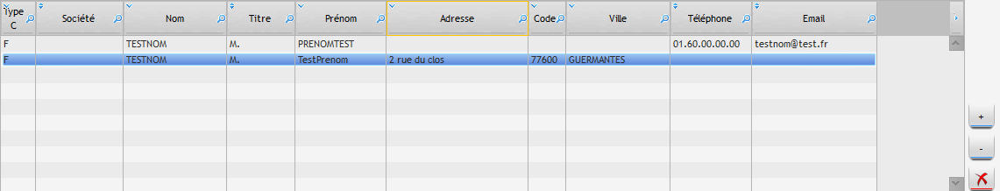 Type C Société Nom Titre Prénom Adresse Code Ville Téléphone Email
F TESTNOM M. PRENOMTEST 01.60.00.00.00 testnom@test.fr
F TESTNOM M. TestPrenom 2 rue du clos 77600 GUERMANTES
+
-